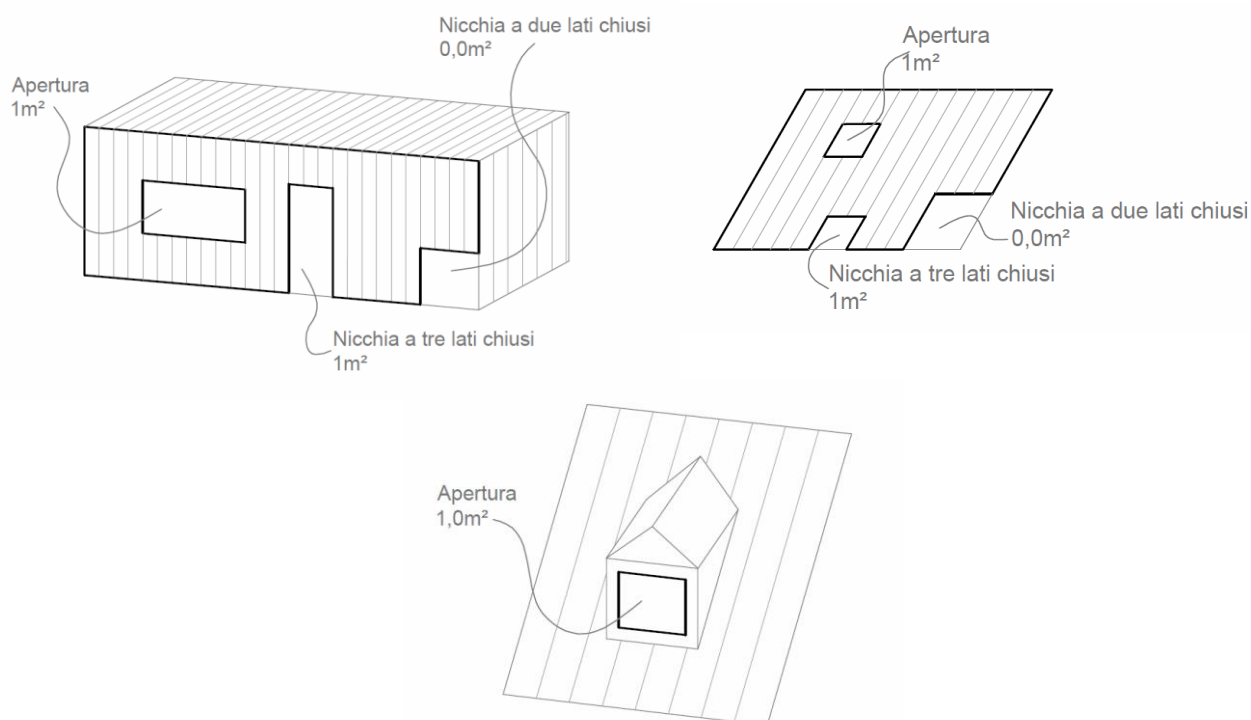 Nicchia a due lati chiusi
0,0m²
Apertura
1m²
Nicchia a tre lati chiusi
1m²
Apertura
1m²
Nicchia a due lati chiusi
0,0m²
Nicchia a tre lati chiusi
1m²
Apertura
1,0m²